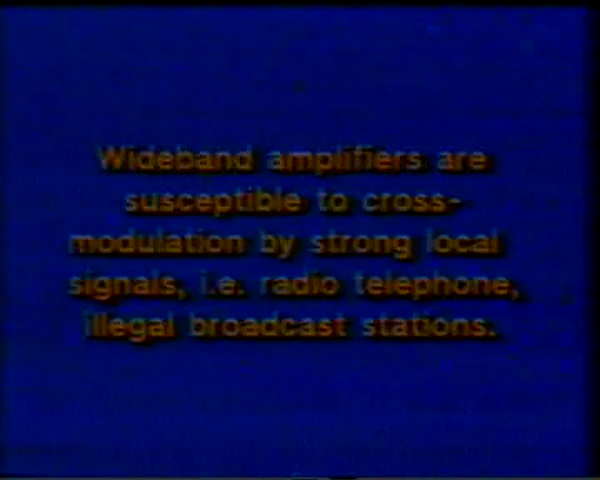 Wideband amplifiers are
susceptible to cross-
modulation by strong local
signals, i.e. radio telephone,
illegal broadcast stations.